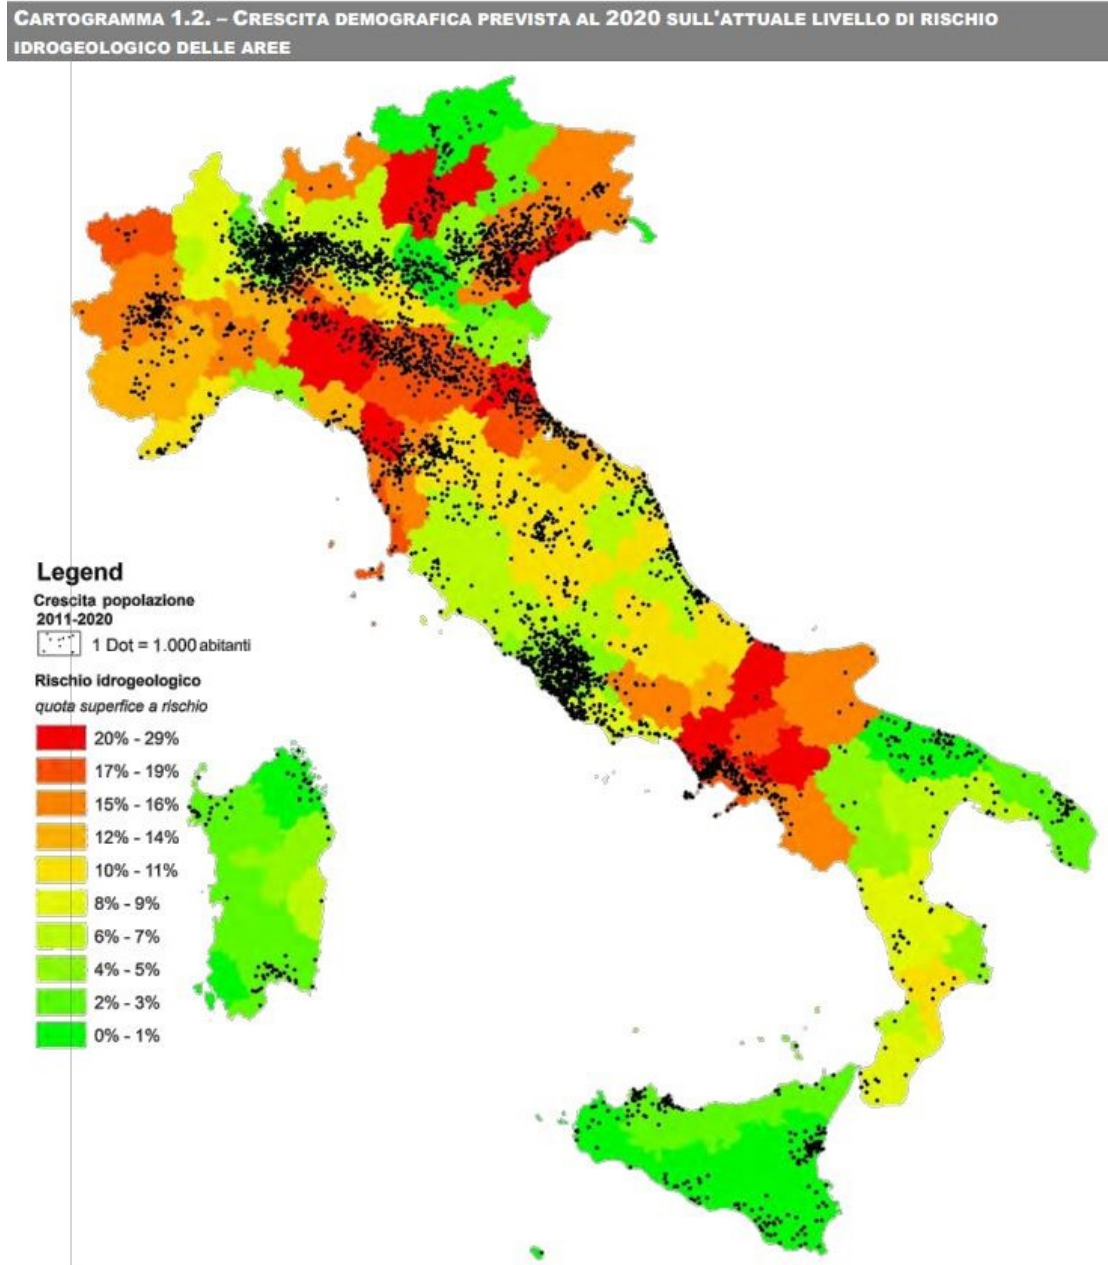 CARTOGRAMMA 1.2. – CRESCITA DEMOGRAFICA PREVISTA AL 2020 SULL'ATTUALE LIVELLO DI RISCHIO
IDROGEOLOGICO DELLE AREE
Legend
Crescita popolazione
2011-2020
1 Dot = 1.000 abitanti
Rischio idrogeologico
quota superfice a rischio
20% - 29%
17% - 19%
15% - 16%
12% - 14%
10% - 11%
8% - 9%
6% - 7%
4% - 5%
2% - 3%
0% - 1%